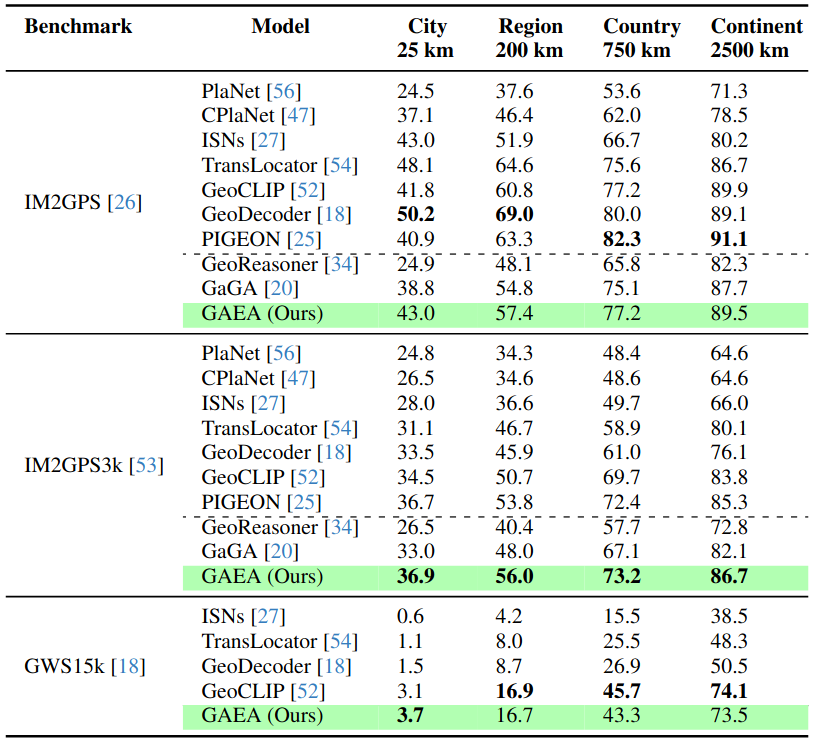 Benchmark Model City Region Country Continent
25 km 200 km 750 km 2500 km
PlaNet [56] 24.5 37.6 53.6 71.3
CPlaNet [47] 37.1 46.4 62.0 78.5
ISNs [27] 43.0 51.9 66.7 80.2
TransLocator [54] 48.1 64.6 75.6 86.7
GeoCLIP [52] 41.8 60.8 77.2 89.9
IM2GPS [26]
GeoDecoder [18] 50.2 69.0 80.0 89.1
PIGEON [25] 40.9 63.3 82.3 91.1
GeoReasoner [34] 24.9 48.1 65.8 82.3
GaGA [20] 38.8 54.8 75.1 87.7
GAEA (Ours) 43.0 57.4 77.2 89.5
PlaNet [56] 24.8 34.3 48.4 64.6
CPlaNet [47] 26.5 34.6 48.6 64.6
ISNs [27] 28.0 36.6 49.7 66.0
TransLocator [54] 31.1 46.7 58.9 80.1
GeoDecoder [18] 33.5 45.9 61.0 76.1
IM2GPS3k [53]
GeoCLIP [52] 34.5 50.7 69.7 83.8
PIGEON [25] 36.7 53.8 72.4 85.3
GeoReasoner [34] 26.5 40.4 57.7 72.8
GaGA [20] 33.0 48.0 67.1 82.1
GAEA (Ours) 36.9 56.0 73.2 86.7
ISNs [27] 0.6 4.2 15.5 38.5
TransLocator [54] 1.1 8.0 25.5 48.3
GWS15k [18] GeoDecoder [18] 1.5 8.7 26.9 50.5
GeoCLIP [52] 3.1 16.9 45.7 74.1
GAEA (Ours) 3.7 16.7 43.3 73.5